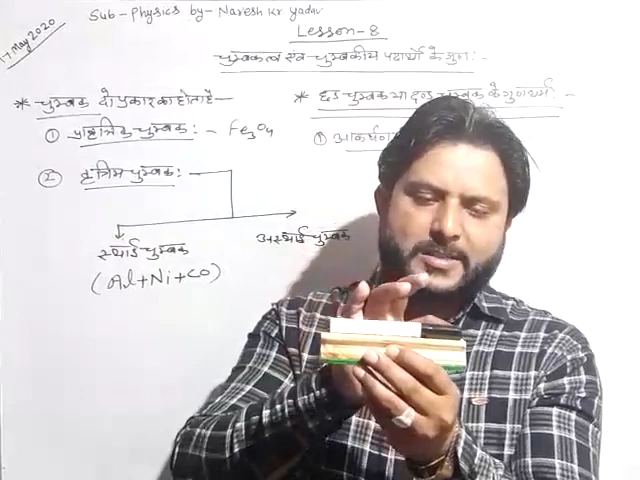 17 May 2020
Sub - Physics by - Naresh Kr Yadav
Lesson - 8
चुम्बकत्व एवं चुम्बकीय पदार्थो के गुण : -
* चुम्बक दो प्रकार का होता है —
① प्राकृतिक चुम्बक : - Fe3O4
② कृत्रिम चुम्बक : -
स्थाई चुम्बक
अस्थाई चुम्बक
(Al+Ni+Co)
* छड़ चुम्बक या दण्ड चुम्बक के गुणधर्म : -
① आकर्षण